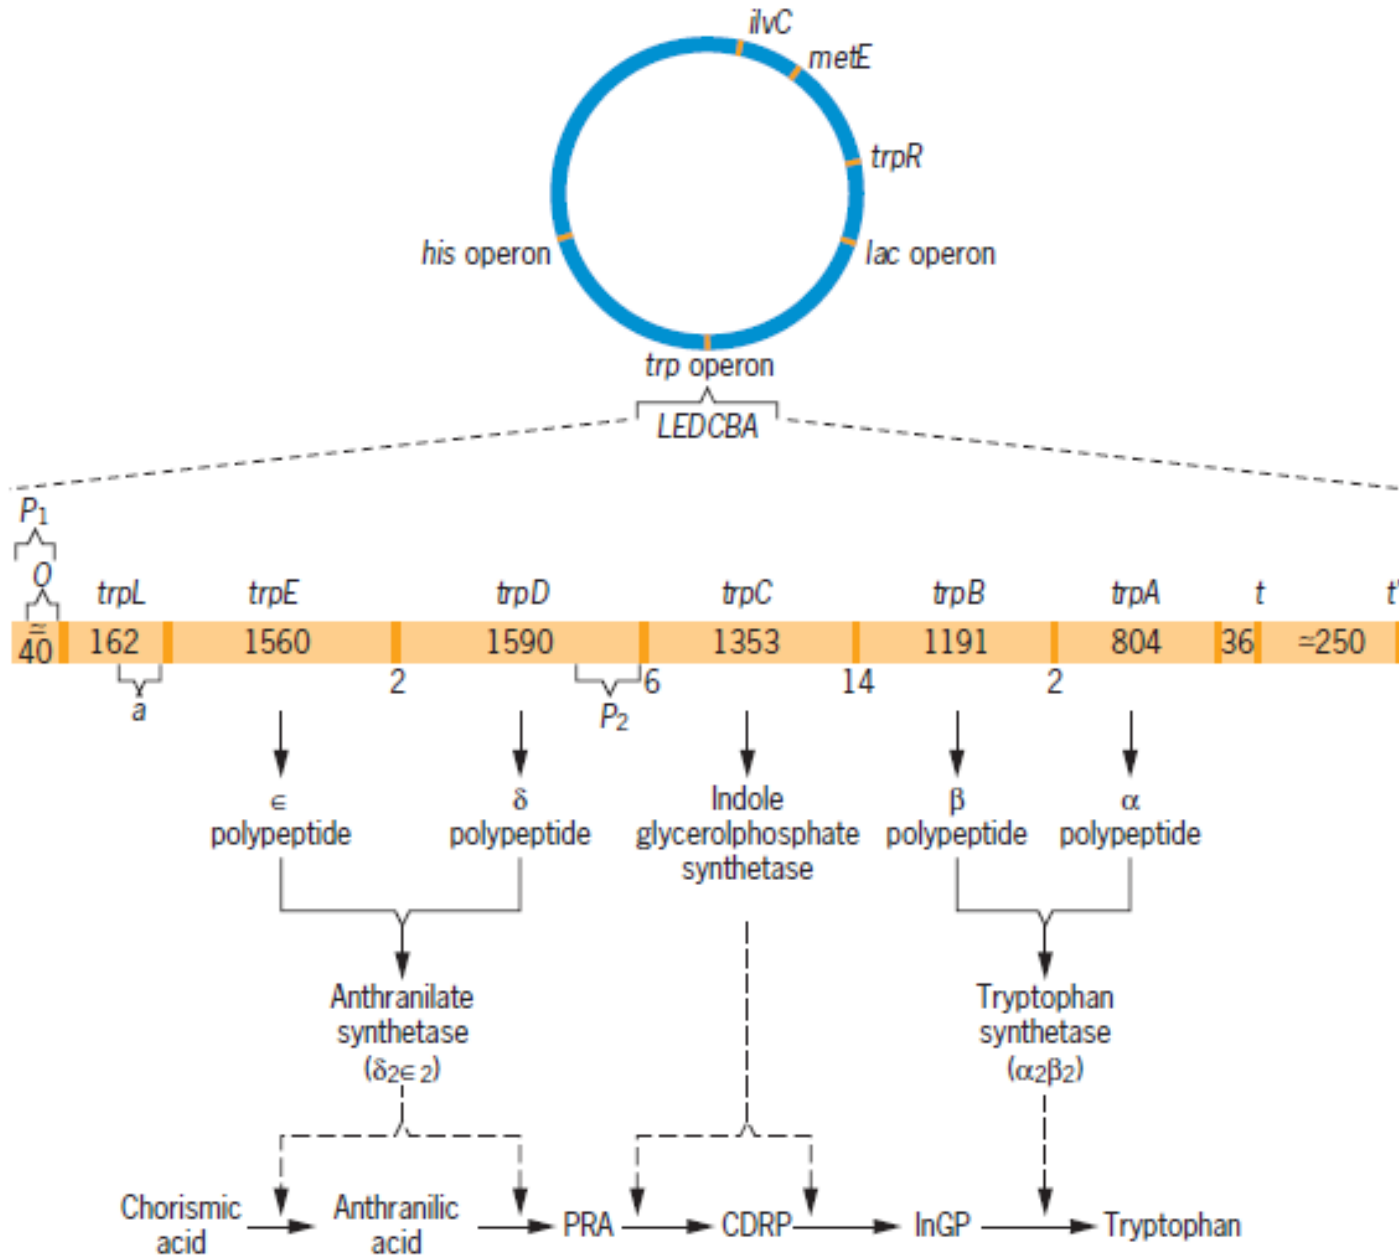 ilvC
metE
trpR
his operon
lac operon
trp operon
LEDCBA
P1
O
trpL trpE trpD trpC trpB trpA t t'
≃40 162 1560 1590 1353 1191 804 36 ≃250
2 6 14 2
a P2
ϵ δ Indole β α
polypeptide polypeptide glycerolphosphate polypeptide polypeptide
synthetase
Anthranilate Tryptophan
synthetase synthetase
(δ2ϵ2) (α2β2)
Chorismic Anthranilic PRA CDRP InGP Tryptophan
acid acid